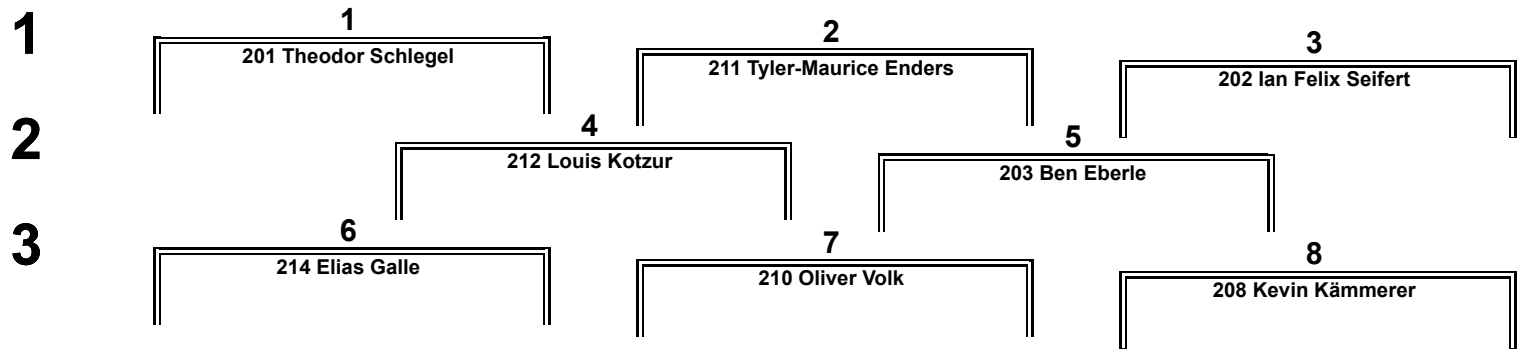 1
1
201 Theodor Schlegel
2
211 Tyler-Maurice Enders
3
202 Ian Felix Seifert
2
4
212 Louis Kotzur
5
203 Ben Eberle
3
6
214 Elias Galle
7
210 Oliver Volk
8
208 Kevin Kämmerer